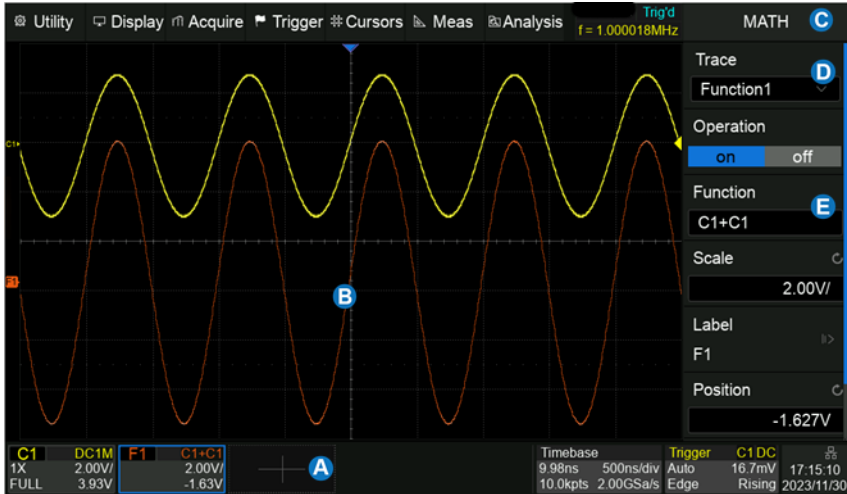 Utility Display Acquire Trigger Cursors Meas Analysis Trig'd
f = 1.000018MHz
MATH C
Trace
Function1 D
Operation
on off
Function
C1+C1 E
Scale
2.00V/
Label
F1
Position
-1.627V
C1
F1
B
C1 DC1M
1X 2.00V/
FULL 3.93V
F1 C1+C1
2.00V/
-1.63V
A
Timebase
9.98ns 500ns/div
10.0kpts 2.00GSa/s
Trigger C1 DC
Auto 16.7mV
Edge Rising
17:15:10
2023/11/30